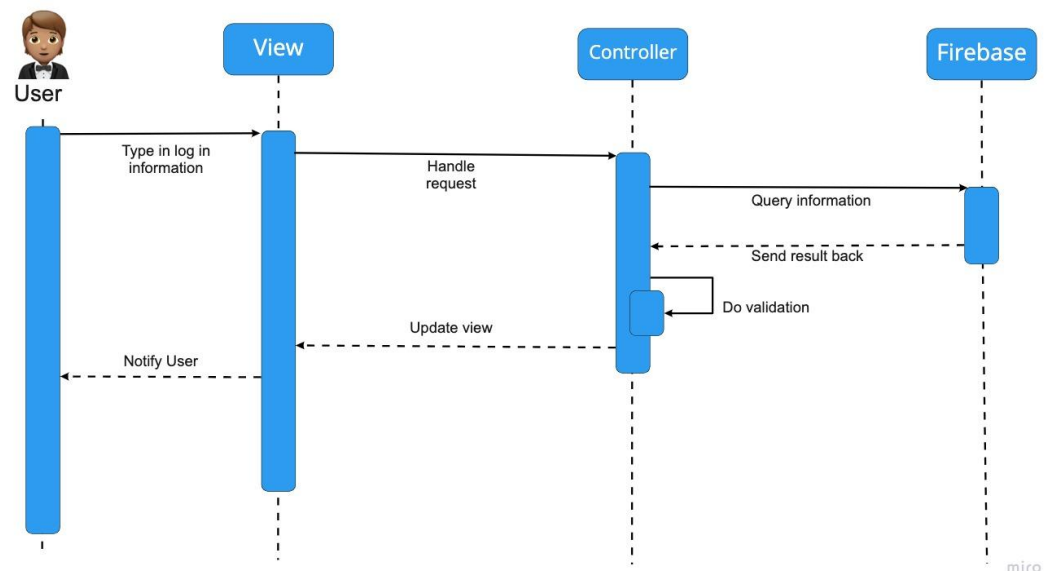 User
View
Controller
Firebase
Type in log in
information
Handle
request
Query information
Send result back
Do validation
Update view
Notify User
miro